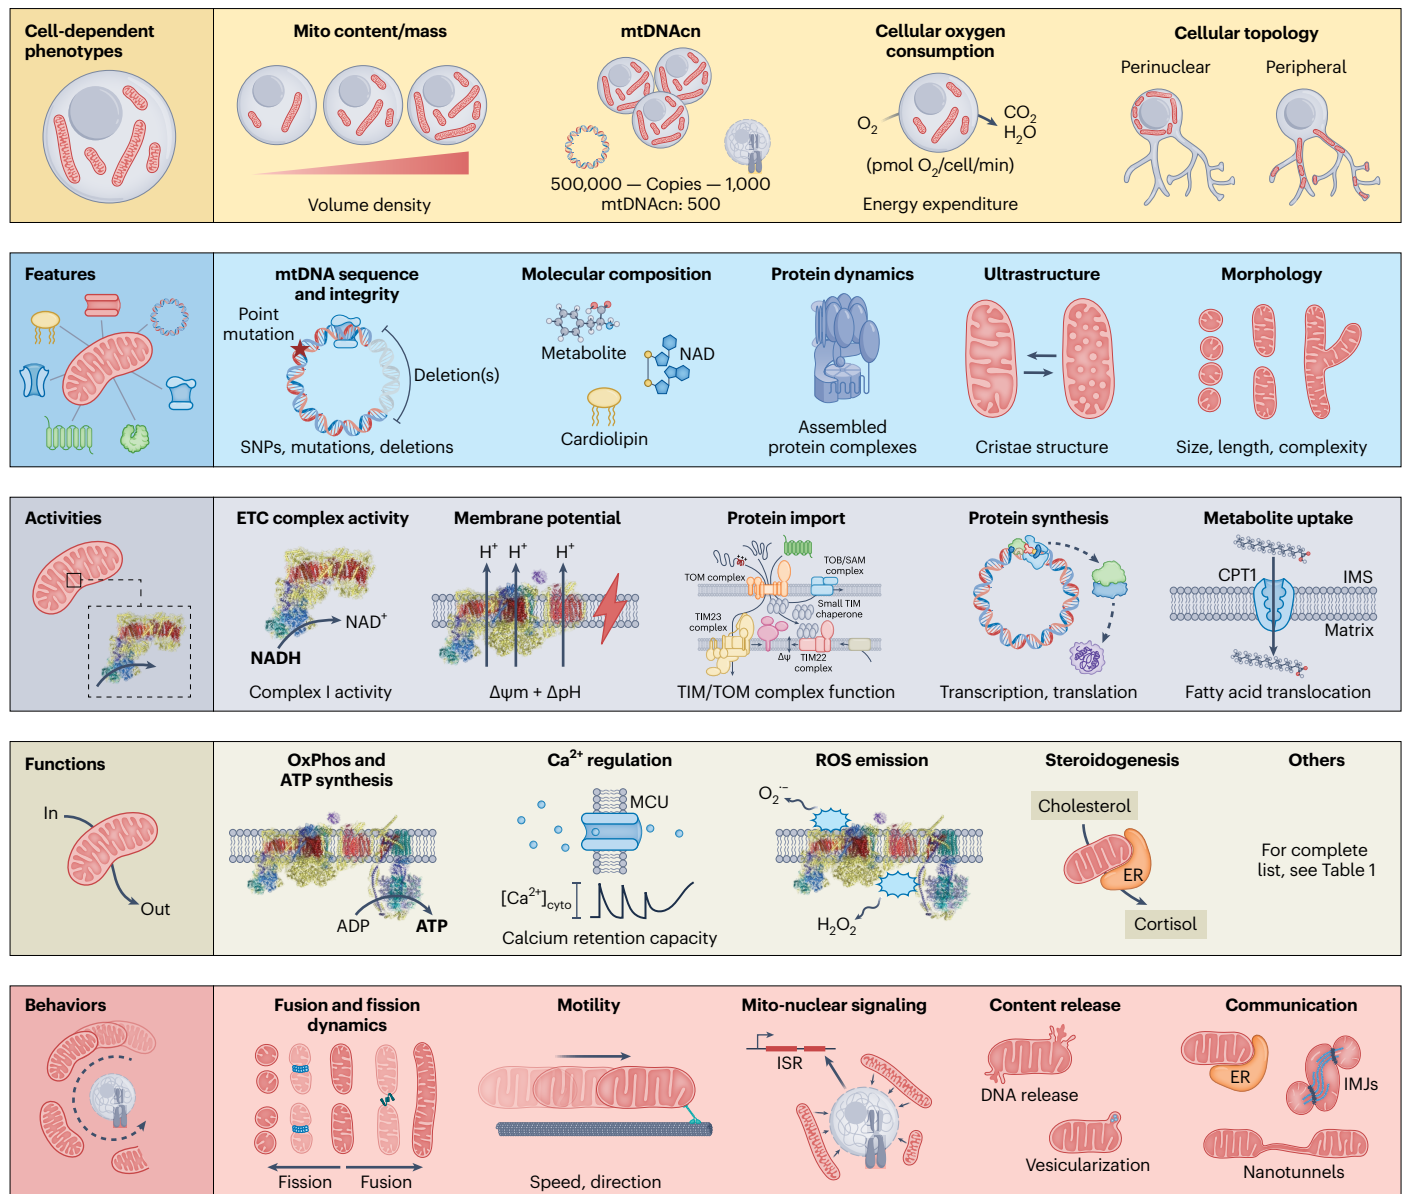 Cell-dependent
phenotypes
Mito content/mass
Volume density
mtDNAcn
500,000 — Copies — 1,000
mtDNAcn: 500
Cellular oxygen
consumption
O₂
CO₂
H₂O
(pmol O₂/cell/min)
Energy expenditure
Cellular topology
Perinuclear
Peripheral
Features
mtDNA sequence
and integrity
Point
mutation
Deletion(s)
SNPs, mutations, deletions
Molecular composition
Metabolite
NAD
Cardiolipin
Protein dynamics
Assembled
protein complexes
Ultrastructure
Cristae structure
Morphology
Size, length, complexity
Activities
ETC complex activity
NAD⁺
NADH
Complex I activity
Membrane potential
H⁺ H⁺ H⁺
Δψm + ΔpH
Protein import
TOM complex
TOB/SAM
complex
Small TIM
chaperone
TIM23
complex
Δψ
TIM22
complex
TIM/TOM complex function
Protein synthesis
Transcription, translation
Metabolite uptake
CPT1
IMS
Matrix
Fatty acid translocation
Functions
In
Out
OxPhos and
ATP synthesis
ADP
ATP
Ca²⁺ regulation
MCU
[Ca²⁺]cyto
Calcium retention capacity
ROS emission
O₂˙⁻
H₂O₂
Steroidogenesis
Cholesterol
ER
Cortisol
Others
For complete
list, see Table 1
Behaviors
Fusion and fission
dynamics
Fission
Fusion
Motility
Speed, direction
Mito-nuclear signaling
ISR
Content release
DNA release
Vesicularization
Communication
ER
IMJs
Nanotunnels